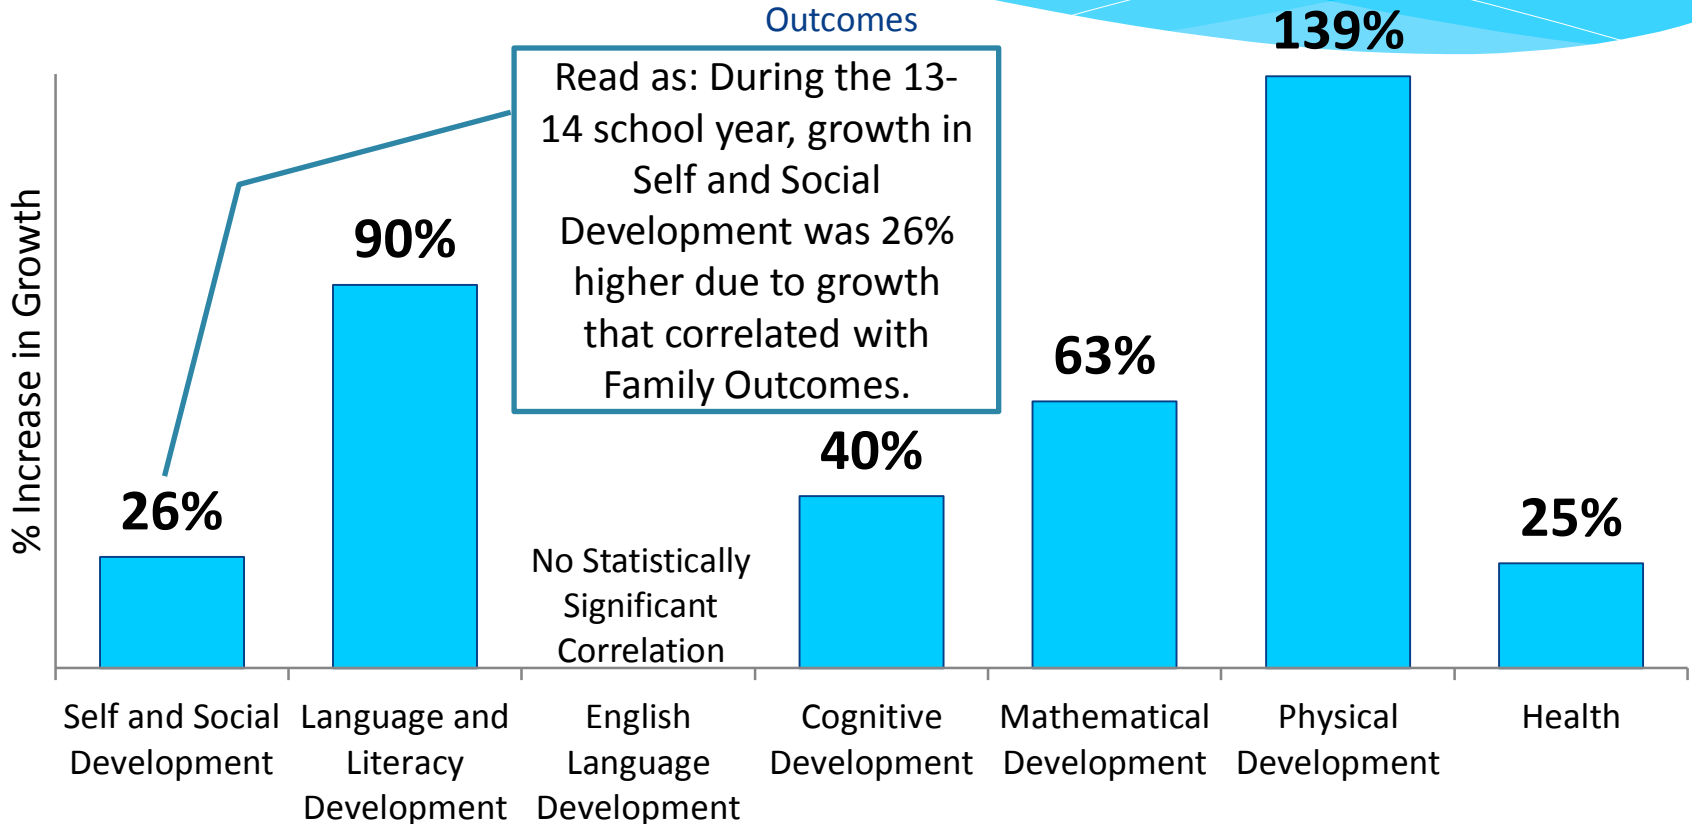 Outcomes
139%
Read as: During the 13-
14 school year, growth in
Self and Social
Development was 26%
higher due to growth
that correlated with
Family Outcomes.
% Increase in Growth
90%
63%
40%
26%
25%
No Statistically
Significant
Correlation
Self and Social
Development
Language and
Literacy
Development
English
Language
Development
Cognitive
Development
Mathematical
Development
Physical
Development
Health